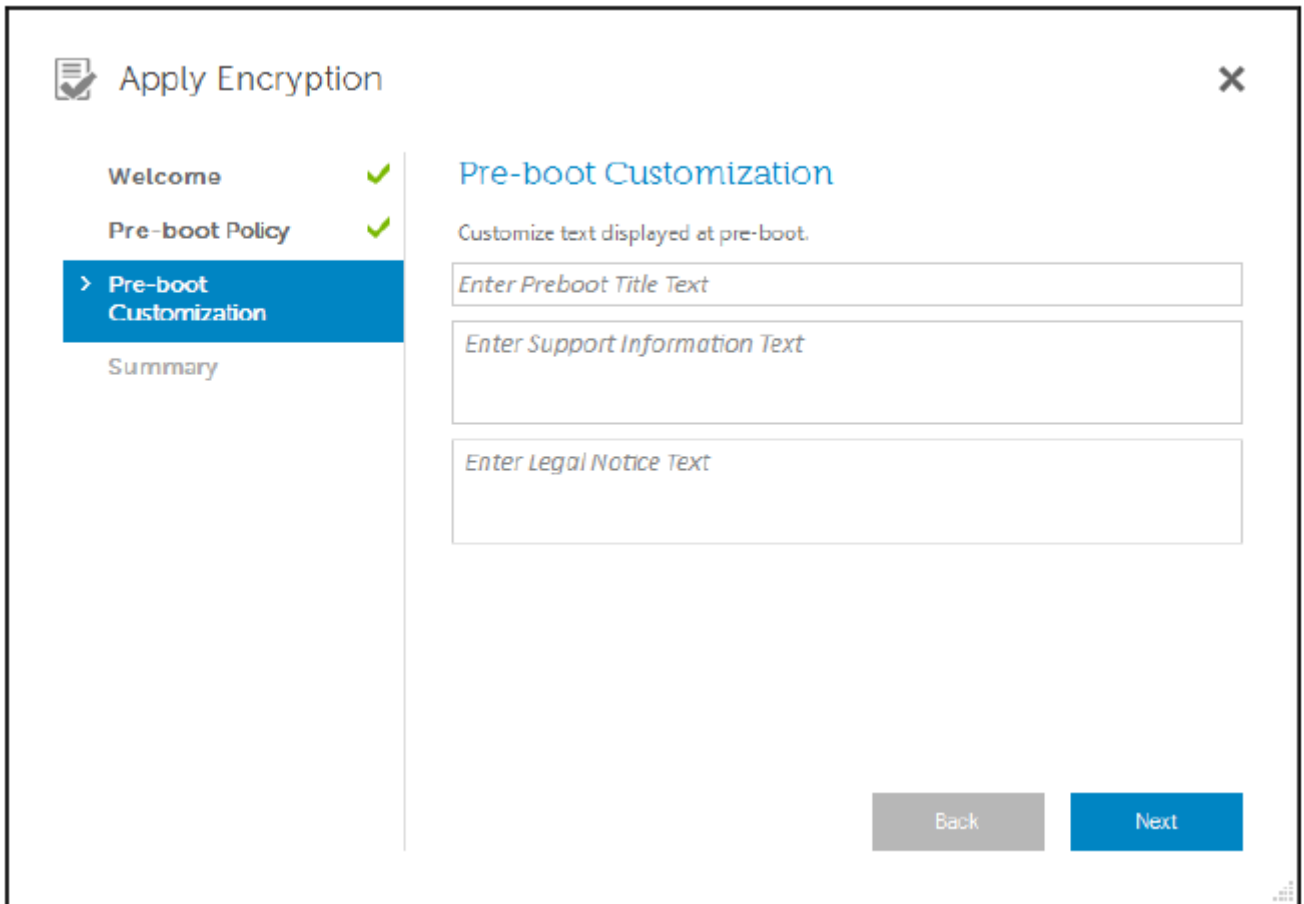 Apply Encryption
Welcome
Pre-boot Policy
Pre-boot
Customization
Summary
Pre-boot Customization
Customize text displayed at pre-boot.
Enter Preboot Title Text
Enter Support Information Text
Enter Legal Notice Text
Back
Next